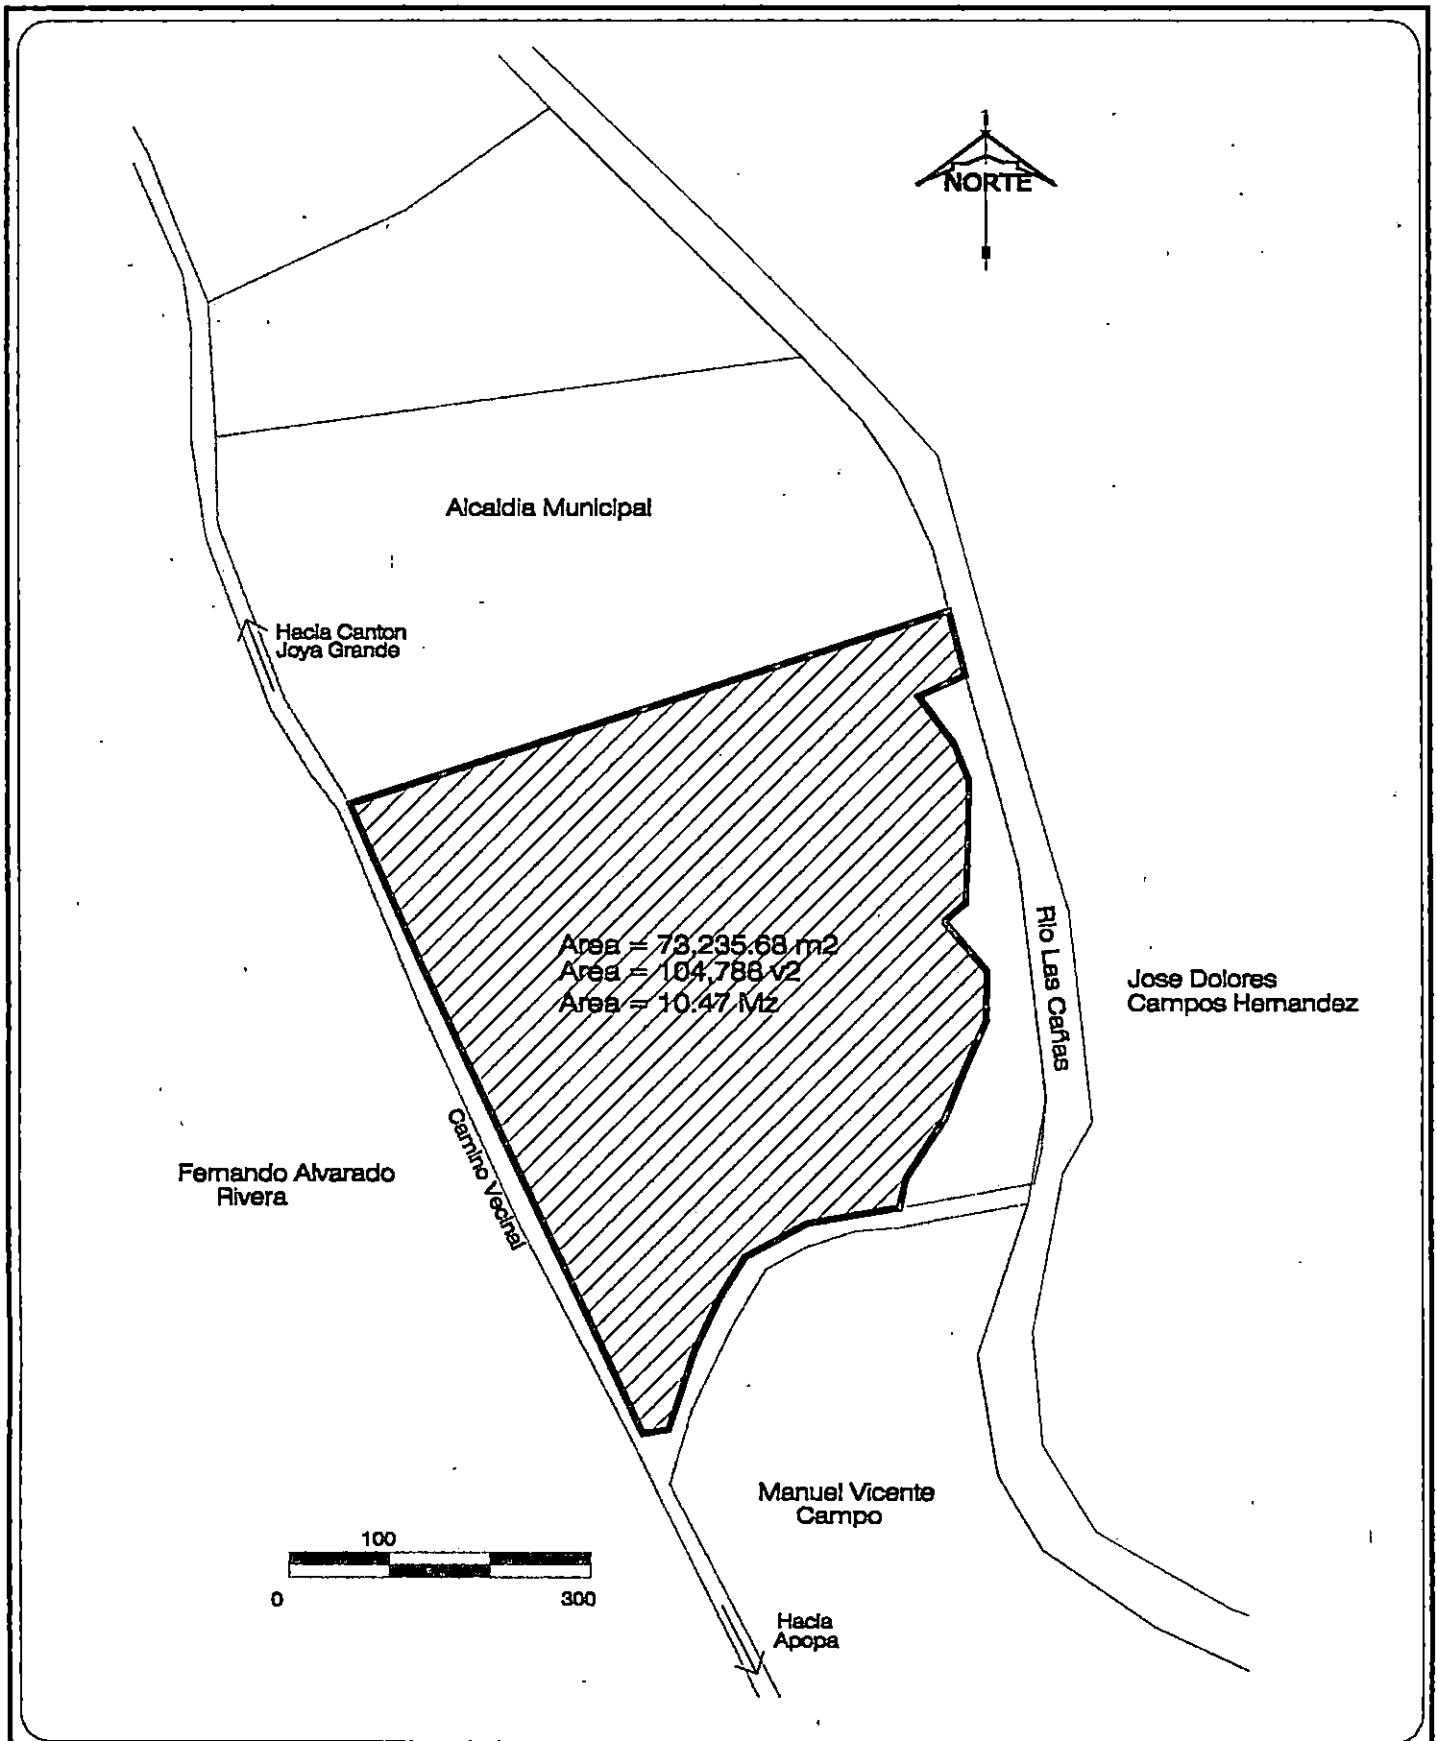 1
NORTE
Alcaldia Municipal
Hacia Canton
Joya Grande
Area = 73,235.68 m2
Area = 104,788 v2
Area = 10.47 Mz
Rio Las Cañas
Jose Dolores
Campos Hernandez
Camino Vecinal
Fernando Alvarado
Rivera
Manuel Vicente
Campo
100
0
300
Hacia
Apopa